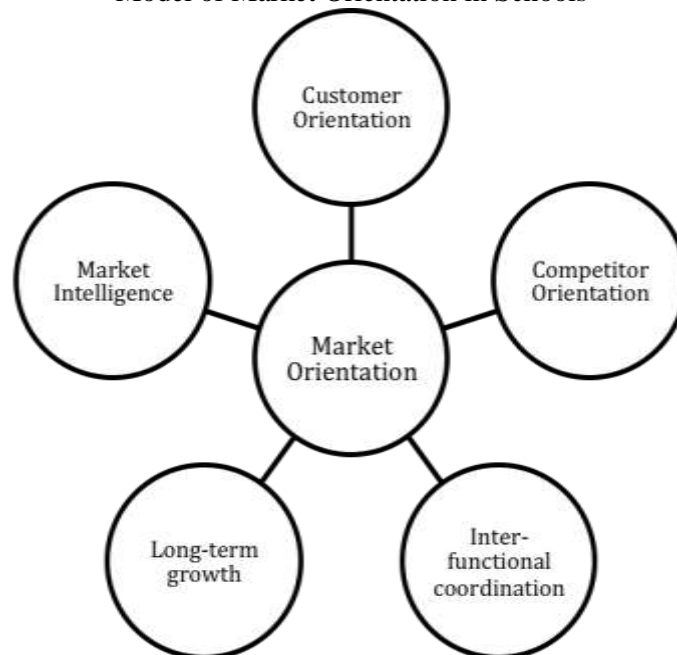 Model of Market Orientation in Schools
Customer
Orientation
Market
Intelligence
Competitor
Orientation
Market
Orientation
Long-term
growth
Inter-
functional
coordination